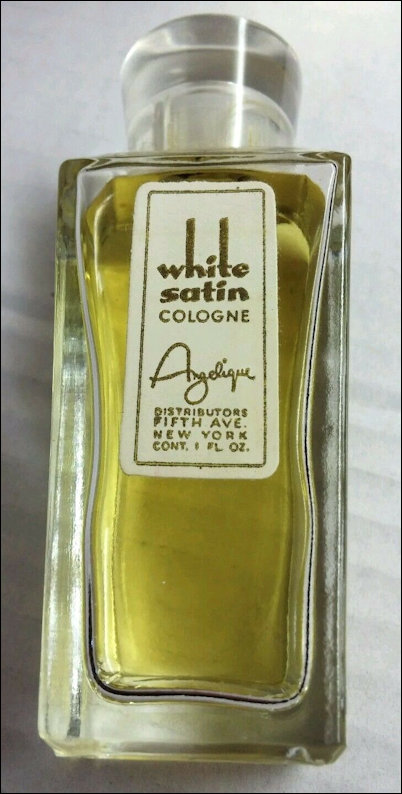 white
satin
COLOGNE
Angelique
DISTRIBUTORS
FIFTH AVE.
NEW YORK
CONT. 1 FL. OZ.